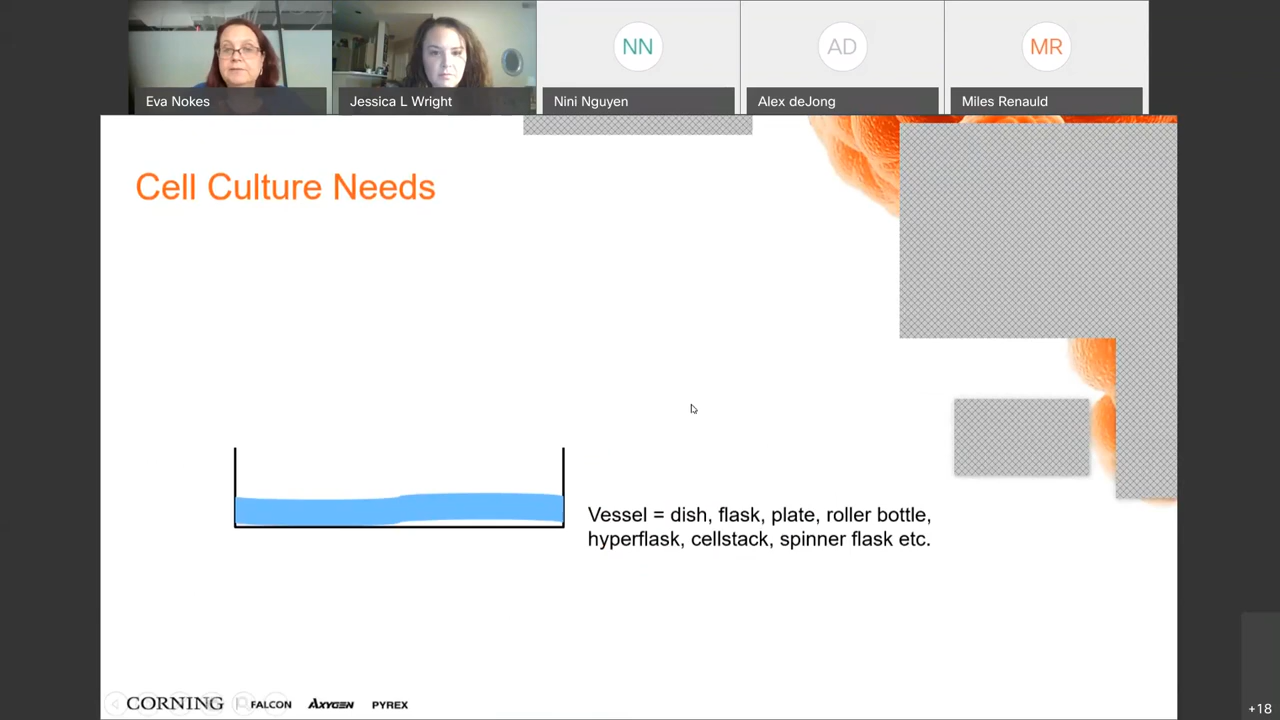 NN
AD
MR
Eva Nokes
Jessica L Wright
Nini Nguyen
Alex deJong
Miles Renauld
Cell Culture Needs
Vessel = dish, flask, plate, roller bottle,
hyperflask, cellstack, spinner flask etc.
CORNING
FALCON
AXYGEN
PYREX
+18